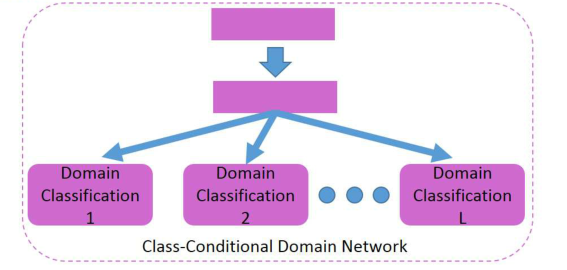 Domain Classification 1
Domain Classification 2
Domain Classification L
Class-Conditional Domain Network